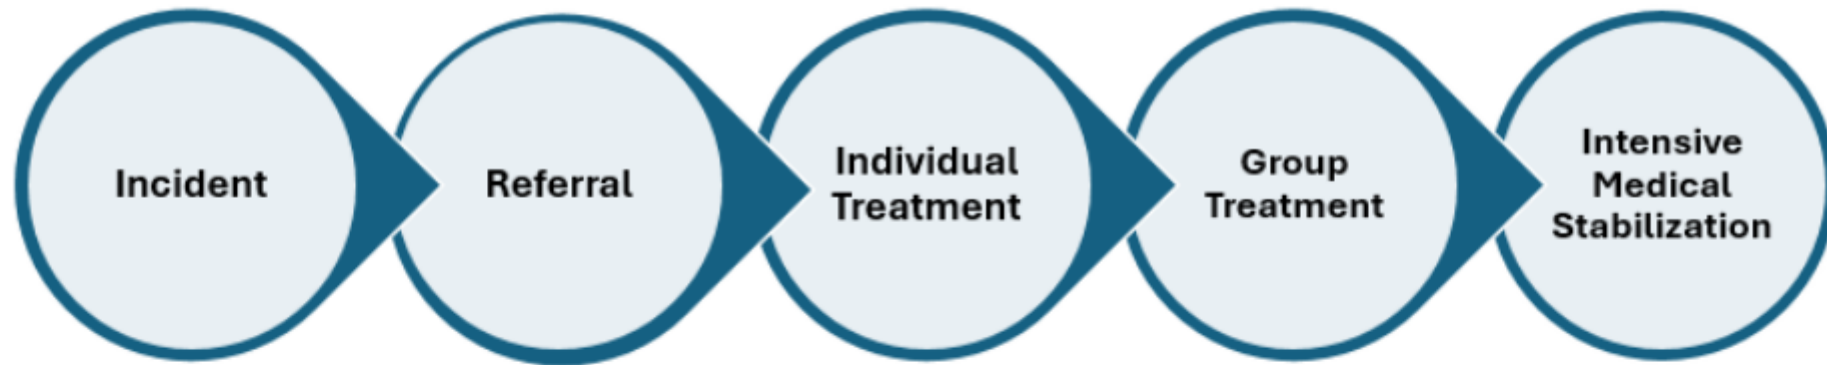 Incident
Referral
Individual
Treatment
Group
Treatment
Intensive
Medical
Stabilization